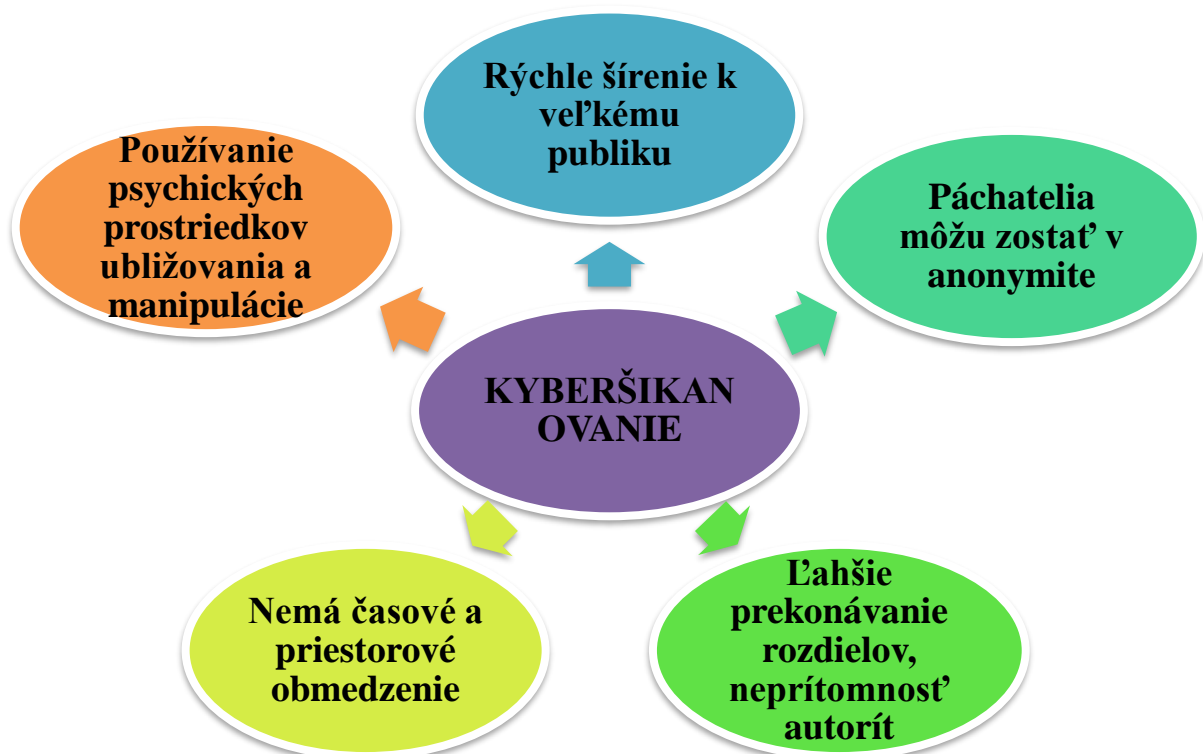 Rýchle šírenie k
veľkému
publiku
Používanie
psychických
prostriedkov
ubližovania a
manipulácie
Páchatelia
môžu zostať v
anonymite
KYBERŠIKAN
OVANIE
Nemá časové a
priestorové
obmedzenie
Ľahšie
prekonávanie
rozdielov,
neprítomnosť
autorít